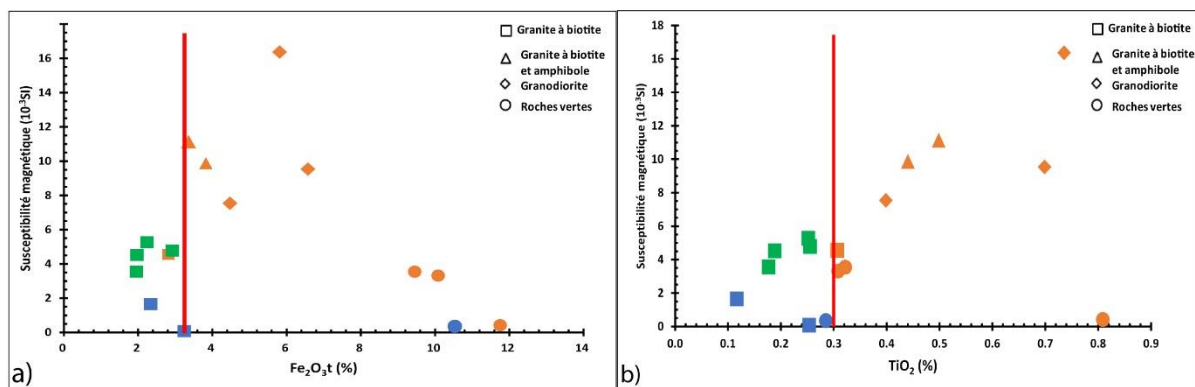 Susceptibilité magnétique (10⁻³SI)
16
14
12
10
8
6
4
2
0
0 2 4 6 8 10 12 14
Fe₂O₃t (%)
Granite à biotite
Granite à biotite
et amphibole
Granodiorite
Roches vertes
a)
Susceptibilité magnétique (10⁻³SI)
18
16
14
12
10
8
6
4
2
0
0.0 0.1 0.2 0.3 0.4 0.5 0.6 0.7 0.8 0.9
TiO₂ (%)
Granite à biotite
Granite à biotite
et amphibole
Granodiorite
Roches vertes
b)